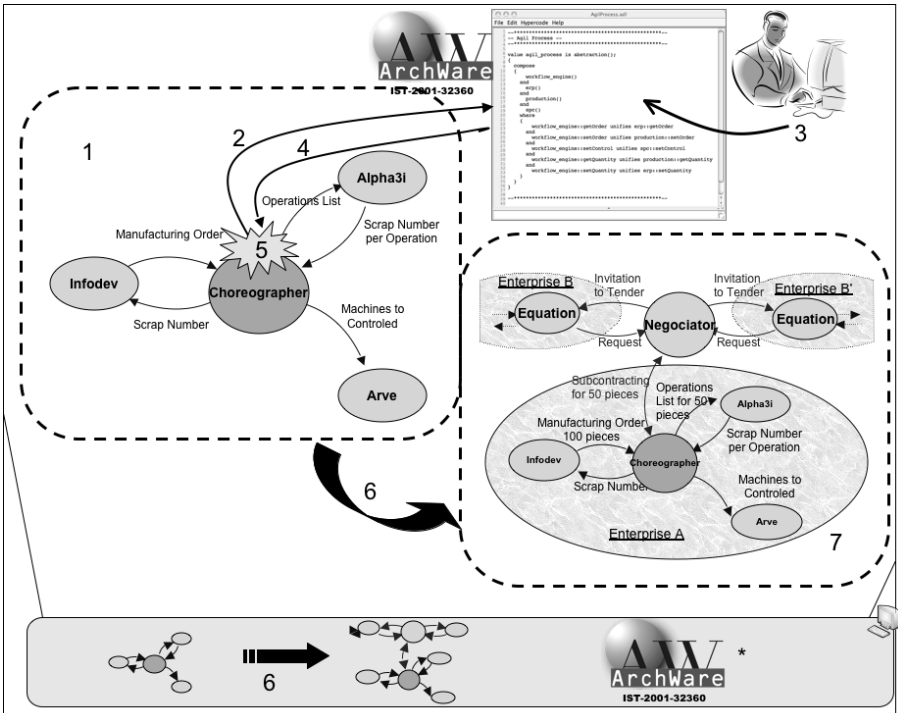 AW
ArchWare
IST-2001-32360
AgilProcess.adl
File Edit Hypercode Help
-- Agil Process --
value agil_process is abstraction();
{
compose
{
workflow_engine()
and
erp()
and
production()
and
spc()
where
{
workflow_engine::getOrder unifies erp::getOrder
and
workflow_engine::setOrder unifies production::setOrder
and
workflow_engine::setControl unifies spc::setControl
and
workflow_engine::getQuantity unifies production::getQuantity
and
workflow_engine::setQuantity unifies erp::setQuantity
}
}
}
3
1
2
4
Alpha3i
Operations List
Scrap Number
per Operation
Manufacturing Order
5
Infodev
Choreographer
Scrap Number
Machines to
Controled
Arve
6
Enterprise B
Invitation
to Tender
Invitation
to Tender
Enterprise B'
Equation
Negociator
Equation
Request
Request
Subcontracting
for 50 pieces
Operations
List for 50
pieces
Alpha3i
Manufacturing Order
100 pieces
Scrap Number
per Operation
Infodev
Choreographer
Scrap Number
Machines to
Controled
Arve
Enterprise A
7
6
AW
*
ArchWare
IST-2001-32360